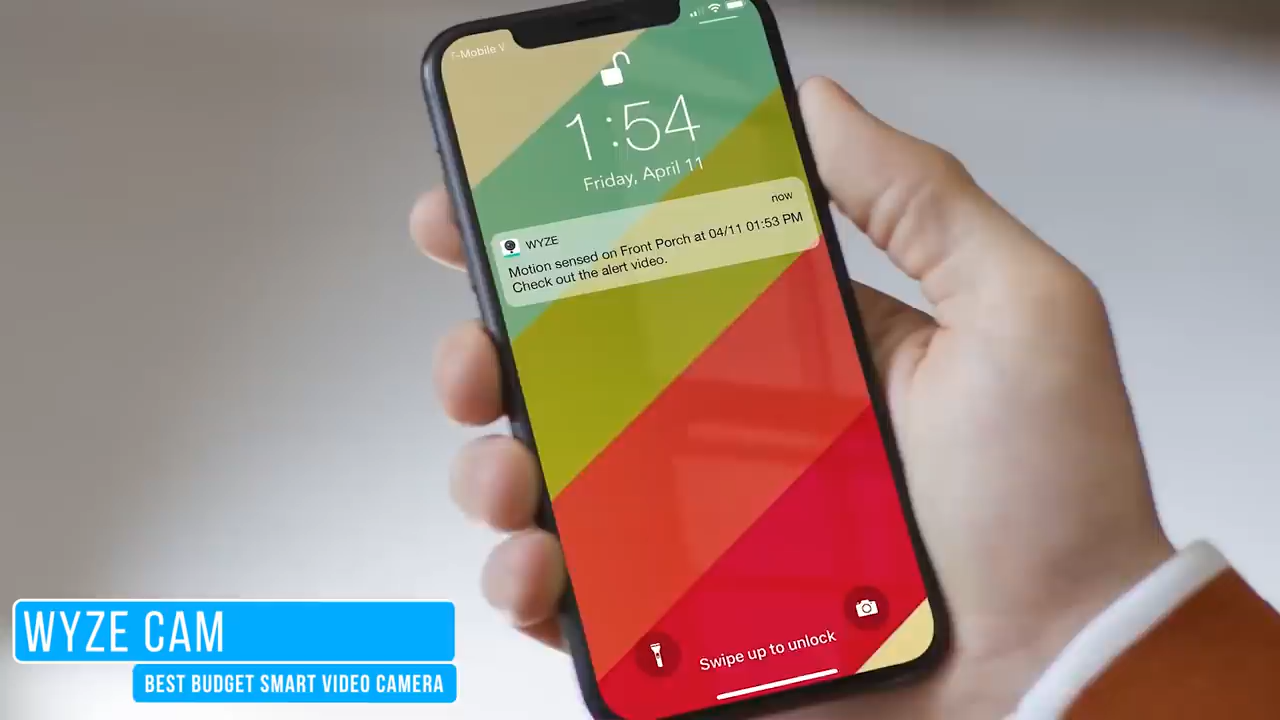 T-Mobile
1:54
Friday, April 11
WYZE
now
Motion sensed on Front Porch at 04/11 01:53 PM
Check out the alert video.
Swipe up to unlock
WYZE CAM
BEST BUDGET SMART VIDEO CAMERA